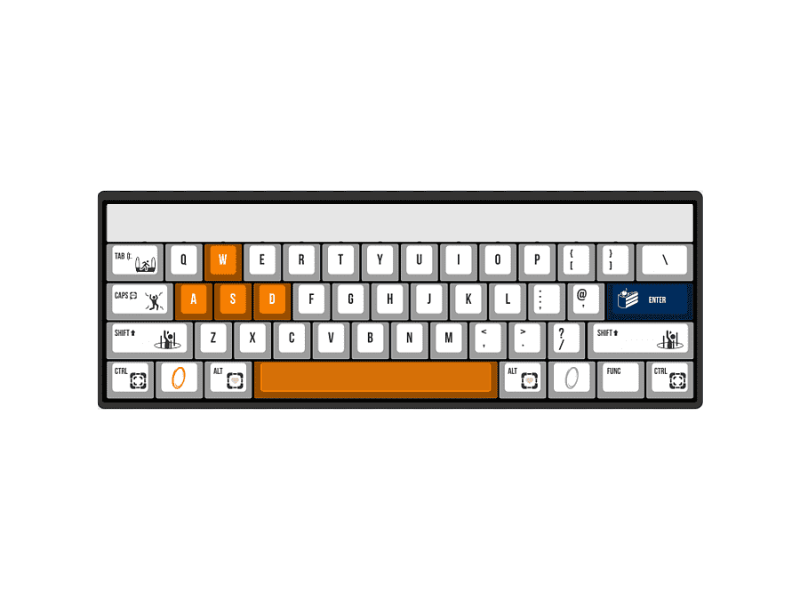 TAB Q W E R T Y U I O P { [ } ] \
CAPS A S D F G H J K L : ; @ ' ENTER
SHIFT Z X C V B N M < , > . ? / SHIFT
CTRL ALT ALT FUNC CTRL